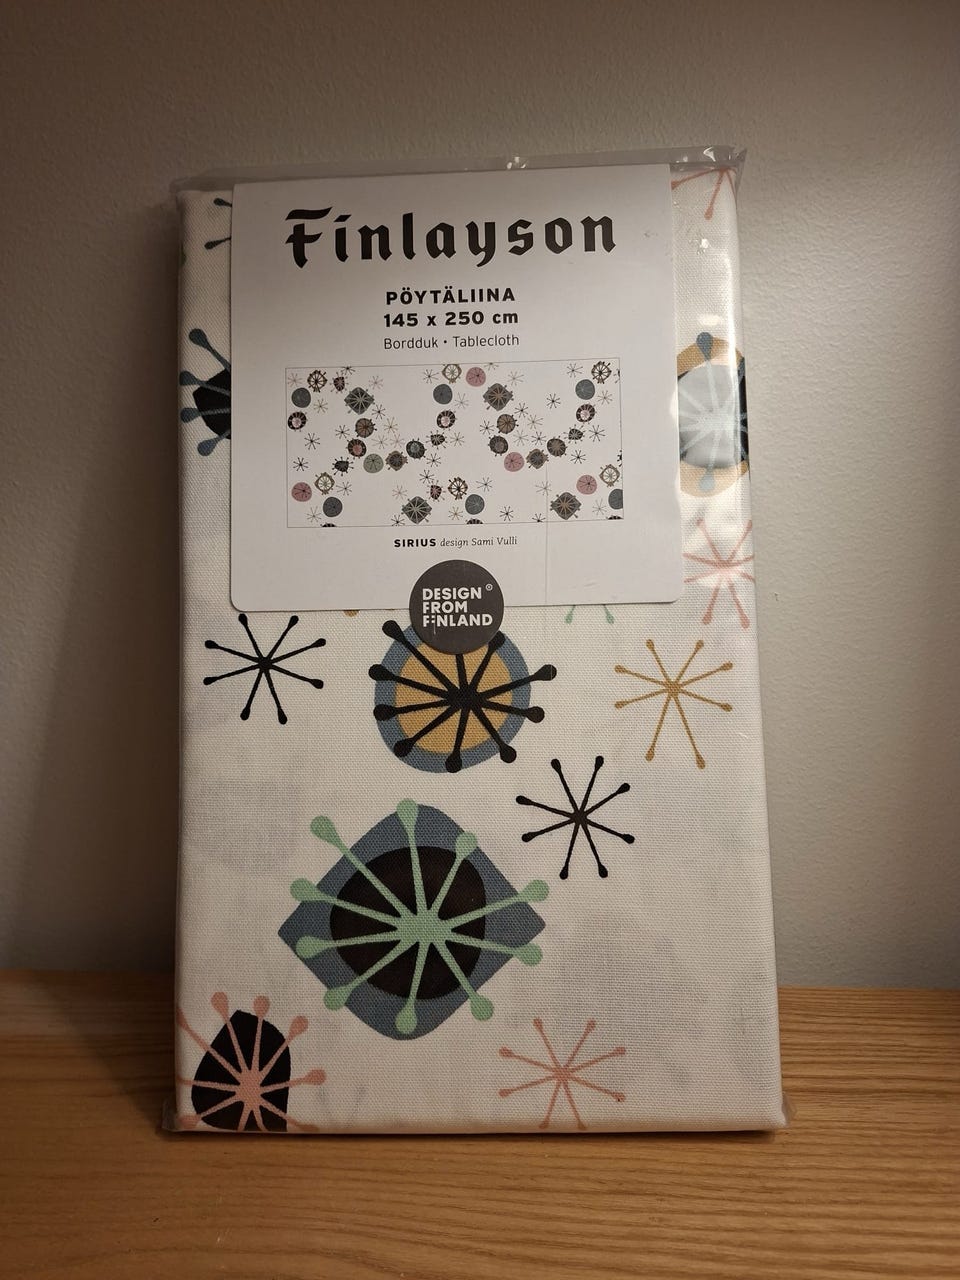 Finlayson
PÖYTÄLIINA
145 x 250 cm
Bordduk • Tablecloth
SIRIUS design Sami Vulli
DESIGN ®
FROM
FINLAND